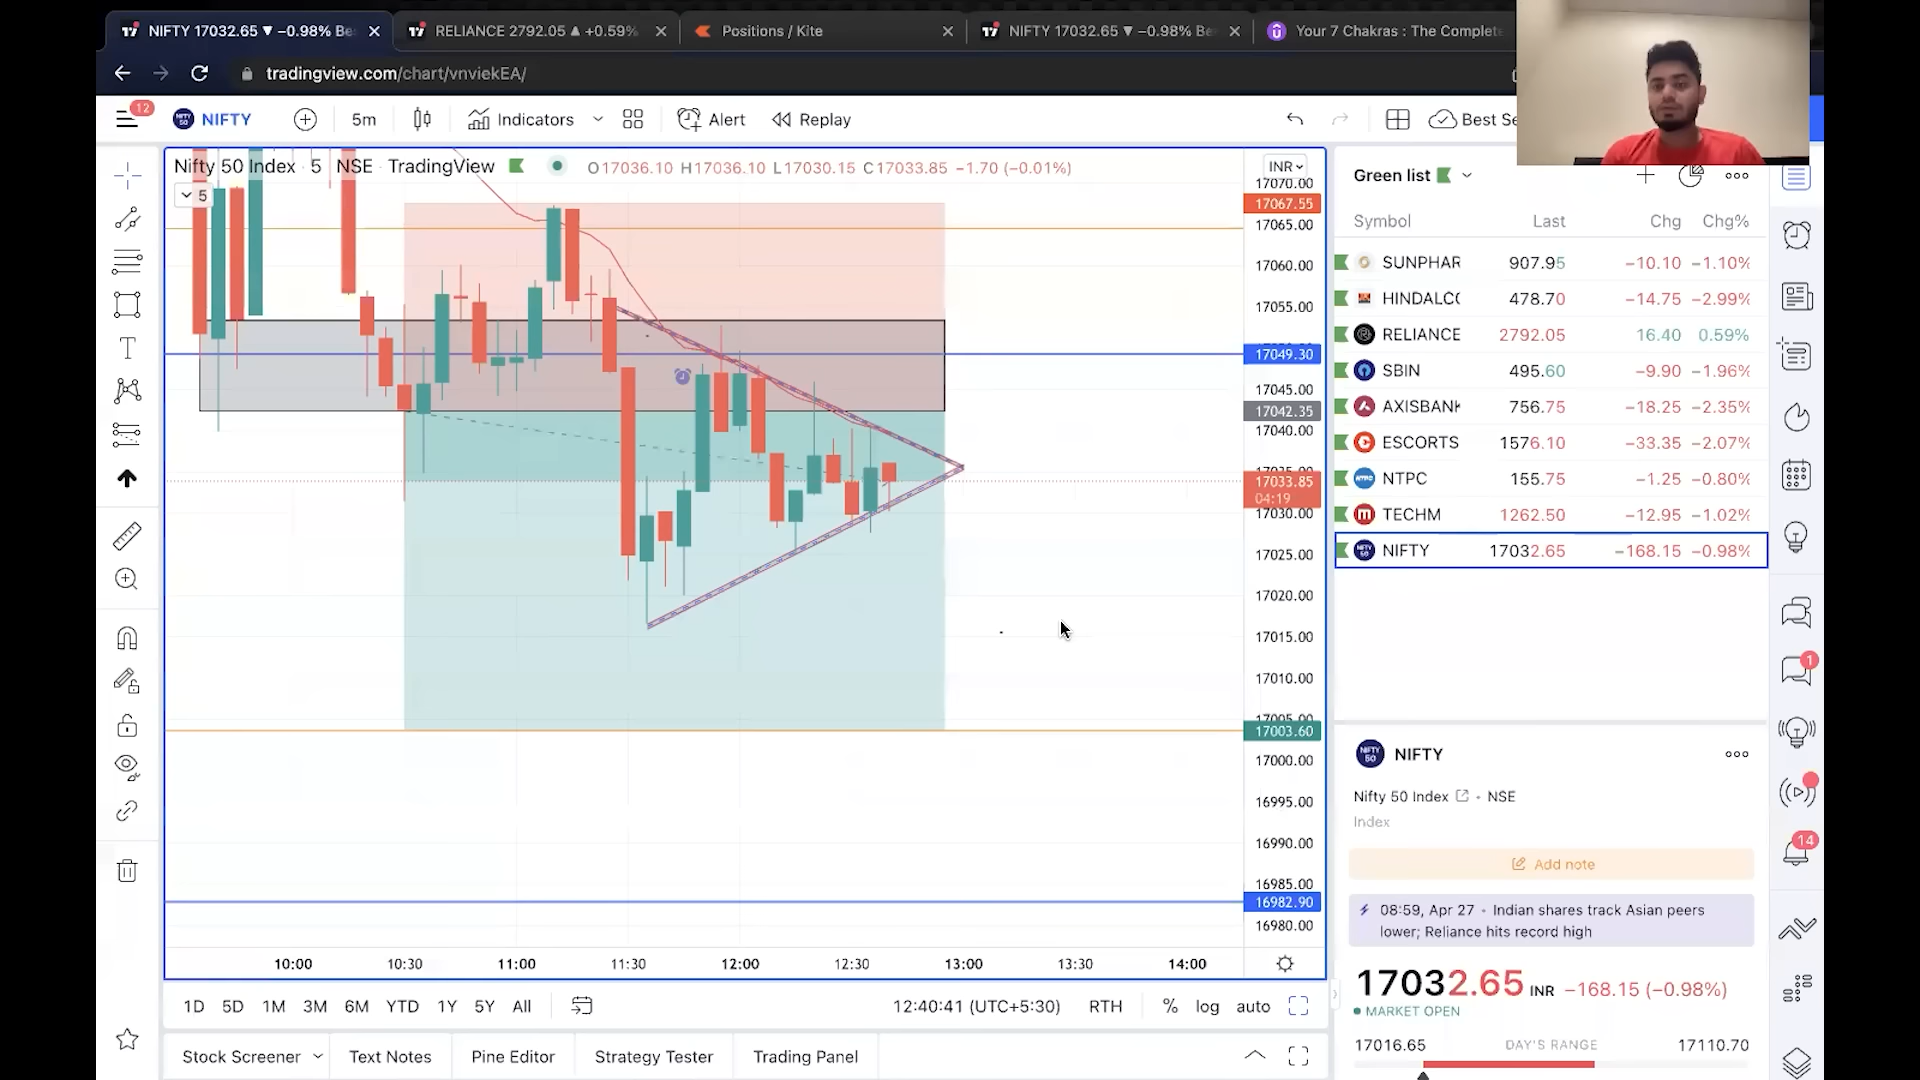 NIFTY 17032.65 ▼ −0.98% Be
RELIANCE 2792.05 ▲ +0.59%
Positions / Kite
NIFTY 17032.65 ▼ −0.98% Be
Your 7 Chakras : The Complete
tradingview.com/chart/vnviekEA/
12
NIFTY
5m
Indicators
Alert
Replay
Best Se
Nifty 50 Index · 5 NSE TradingView
O17036.10 H17036.10 L17030.15 C17033.85 −1.70 (−0.01%)
5
INR
17070.00
17067.55
17065.00
17060.00
17055.00
17049.30
17045.00
17042.35
17040.00
17035.00
17033.85
04:19
17030.00
17025.00
17020.00
17015.00
17010.00
17005.00
17003.60
17000.00
16995.00
16990.00
16985.00
16982.90
16980.00
10:00 10:30 11:00 11:30 12:00 12:30 13:00 13:30 14:00
1D 5D 1M 3M 6M YTD 1Y 5Y All
12:40:41 (UTC+5:30) RTH % log auto
Stock Screener Text Notes Pine Editor Strategy Tester Trading Panel
Green list
Symbol Last Chg Chg%
SUNPHAR 907.95 −10.10 −1.10%
HINDALC 478.70 −14.75 −2.99%
RELIANCE 2792.05 16.40 0.59%
SBIN 495.60 −9.90 −1.96%
AXISBANK 756.75 −18.25 −2.35%
ESCORTS 1576.10 −33.35 −2.07%
NTPC 155.75 −1.25 −0.80%
TECHM 1262.50 −12.95 −1.02%
NIFTY 17032.65 −168.15 −0.98%
NIFTY
50
NIFTY
Nifty 50 Index • NSE
Index
Add note
08:59, Apr 27 • Indian shares track Asian peers
lower; Reliance hits record high
17032.65 INR −168.15 (−0.98%)
MARKET OPEN
17016.65 DAY'S RANGE 17110.70
1
14